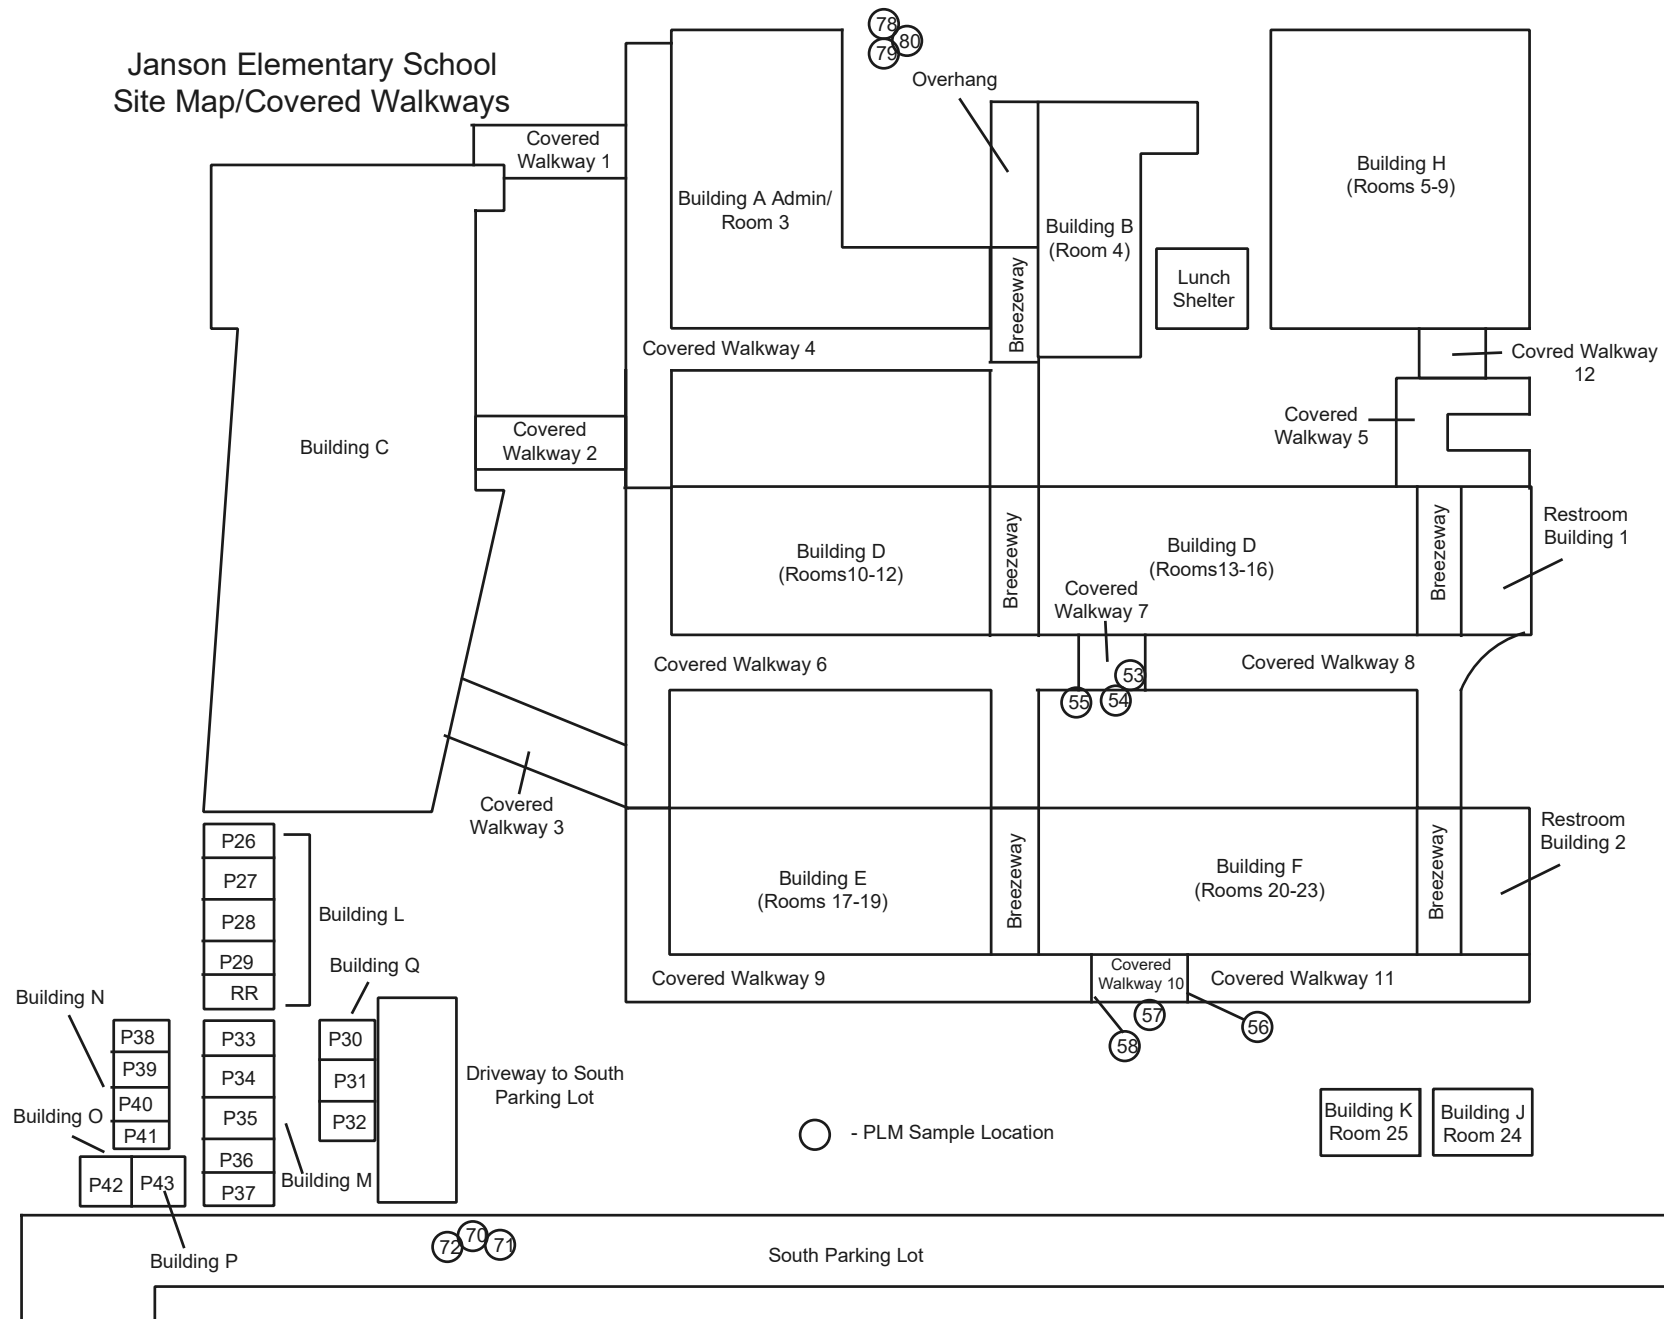 Janson Elementary School
Site Map/Covered Walkways
78
80
79
Overhang
Covered
Walkway 1
Building A Admin/
Room 3
Building B
(Room 4)
Building H
(Rooms 5-9)
Lunch
Shelter
Breezeway
Covered Walkway 4
Covred Walkway
12
Covered
Walkway 5
Building C
Covered
Walkway 2
Building D
(Rooms10-12)
Breezeway
Building D
(Rooms13-16)
Breezeway
Restroom
Building 1
Covered
Walkway 7
Covered Walkway 6
Covered Walkway 8
53
54
55
Covered
Walkway 3
Building E
(Rooms 17-19)
Breezeway
Building F
(Rooms 20-23)
Breezeway
Restroom
Building 2
Covered Walkway 9
Covered
Walkway 10
Covered Walkway 11
57
56
58
P26
P27
P28
P29
RR
Building L
Building Q
Building N
P38
P39
P40
P41
P33
P34
P35
P36
P37
P30
P31
P32
Driveway to South
Parking Lot
Building O
P42
P43
Building M
Building P
- PLM Sample Location
Building K
Room 25
Building J
Room 24
72
70
71
South Parking Lot